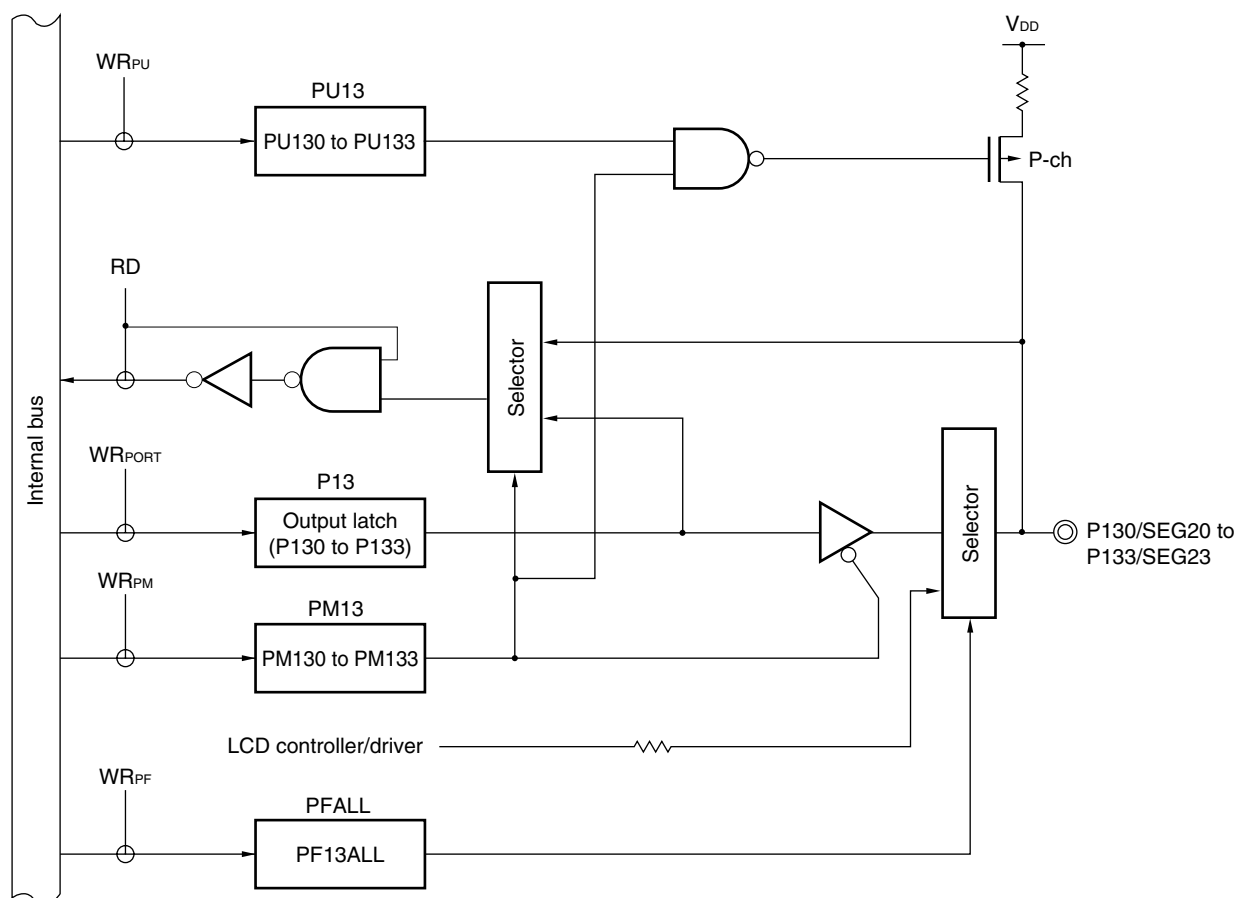 VDD
WRPU
PU13
PU130 to PU133
P-ch
RD
Selector
Internal bus
WRPORT
P13
Output latch
(P130 to P133)
Selector
P130/SEG20 to
P133/SEG23
WRPM
PM13
PM130 to PM133
LCD controller/driver
WRPF
PFALL
PF13ALL